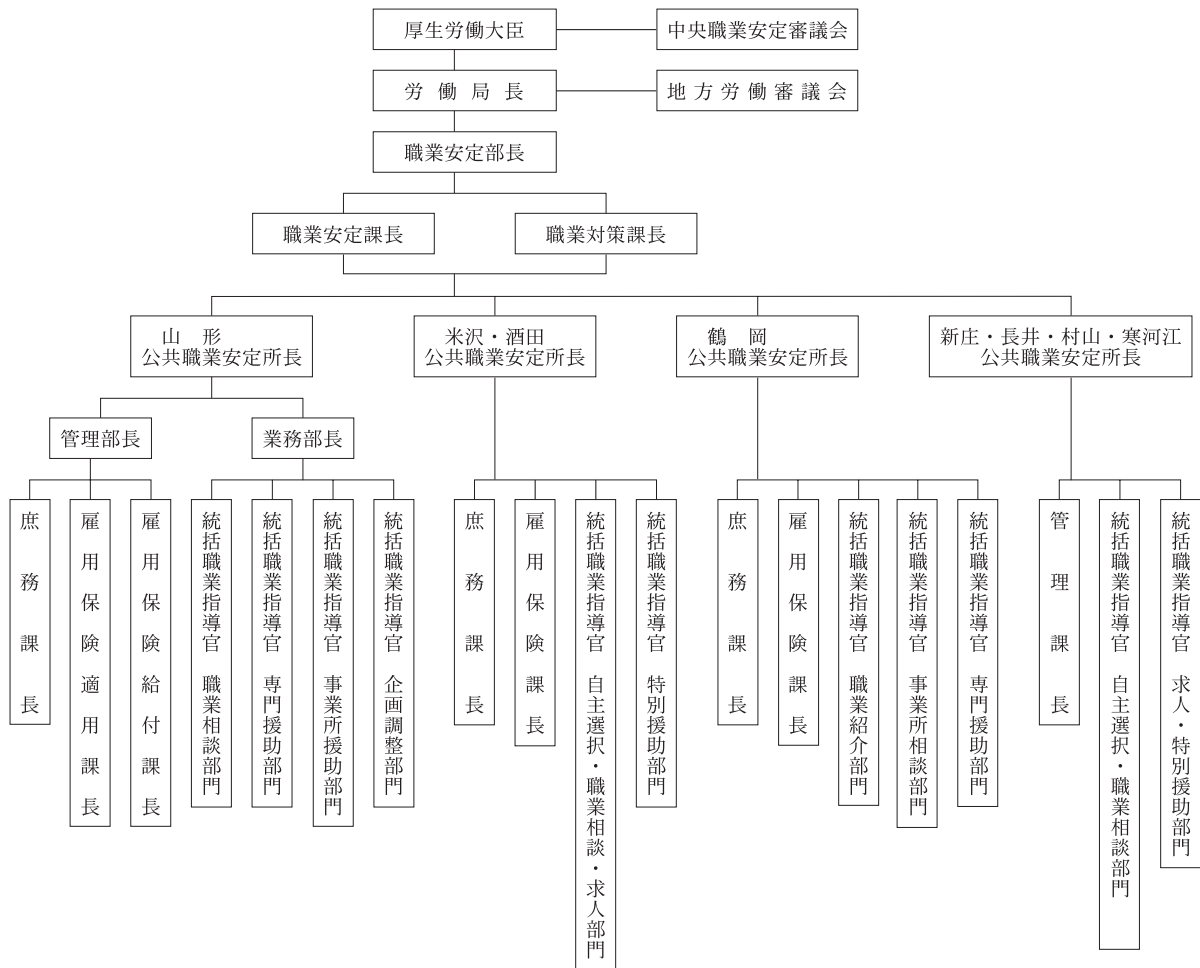 厚生労働大臣
中央職業安定審議会
労働局長
地方労働審議会
職業安定部長
職業安定課長
職業対策課長
山形
公共職業安定所長
米沢・酒田
公共職業安定所長
鶴岡
公共職業安定所長
新庄・長井・村山・寒河江
公共職業安定所長
管理部長
業務部長
庶務課長
雇用保険適用課長
雇用保険給付課長
統括職業指導官 職業相談部門
統括職業指導官 専門援助部門
統括職業指導官 事業所援助部門
統括職業指導官 企画調整部門
庶務課長
雇用保険課長
統括職業指導官 自主選択・職業相談・求人部門
統括職業指導官 特別援助部門
庶務課長
雇用保険課長
統括職業指導官 職業紹介部門
統括職業指導官 事業所相談部門
統括職業指導官 専門援助部門
管理課長
統括職業指導官 自主選択・職業相談部門
統括職業指導官 求人・特別援助部門